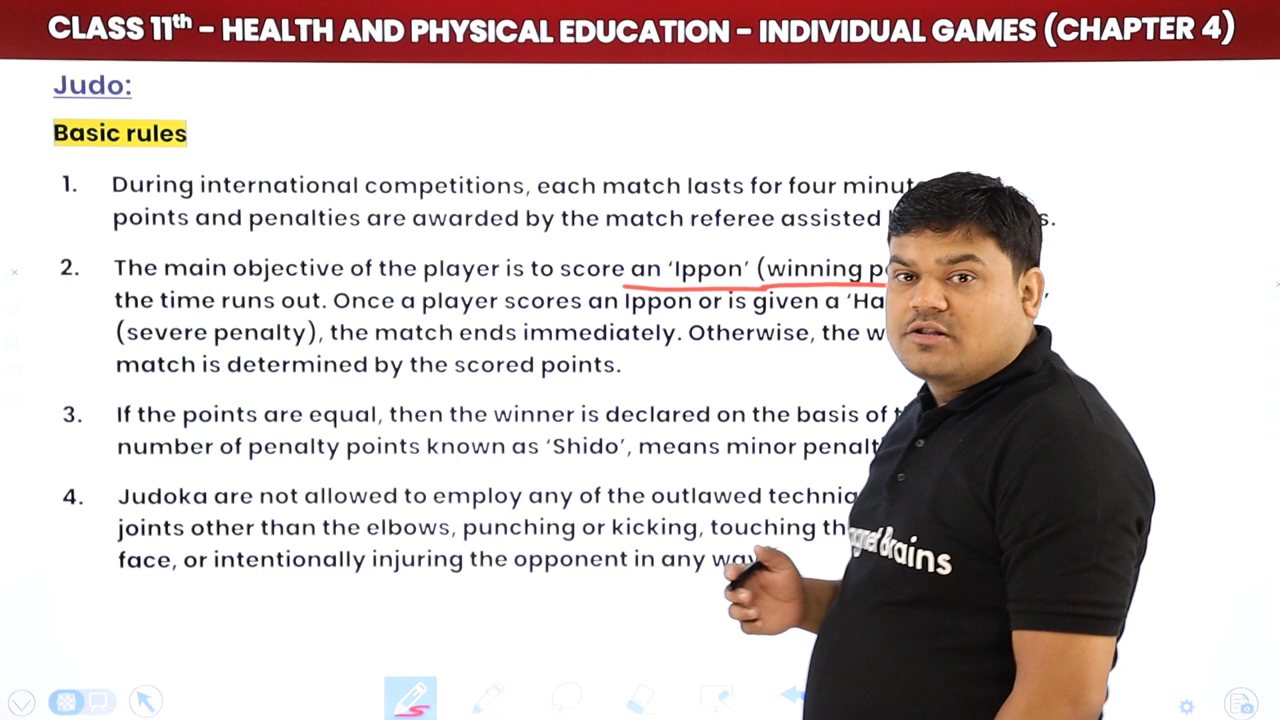 CLASS 11th – HEALTH AND PHYSICAL EDUCATION – INDIVIDUAL GAMES (CHAPTER 4)
Judo:
Basic rules
1. During international competitions, each match lasts for four
points and penalties are awarded by the match referee assisted
2. The main objective of the player is to score an ‘Ippon’ (winning
the time runs out. Once a player scores an Ippon or is given a
(severe penalty), the match ends immediately. Otherwise, the
match is determined by the scored points.
3. If the points are equal, then the winner is declared on the basis of
number of penalty points known as ‘Shido’, means minor
4. Judoka are not allowed to employ any of the outlawed
joints other than the elbows, punching or kicking, touching
face, or intentionally injuring the opponent in any
Brains